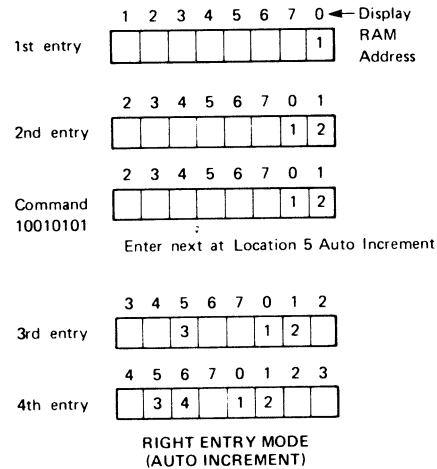 1 2 3 4 5 6 7 0 Display
RAM
Address
1st entry 1
2 3 4 5 6 7 0 1
2nd entry 1 2
2 3 4 5 6 7 0 1
Command 1 2
10010101
Enter next at Location 5 Auto Increment
3 4 5 6 7 0 1 2
3rd entry 3 1 2
4 5 6 7 0 1 2 3
4th entry 3 4 1 2
RIGHT ENTRY MODE
(AUTO INCREMENT)